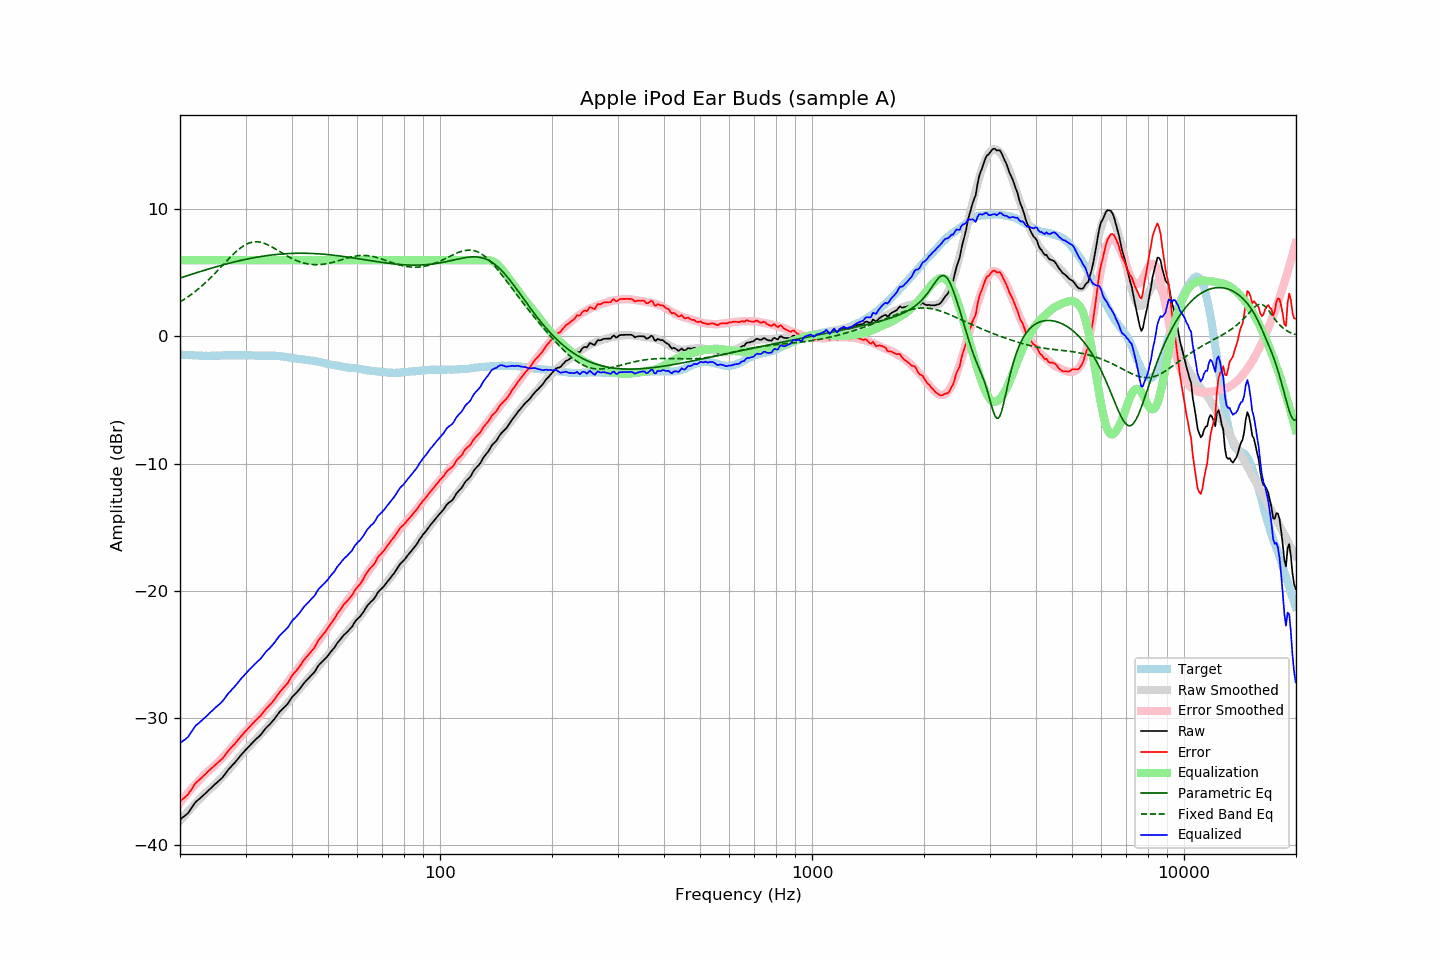 Apple iPod Ear Buds (sample A)
Amplitude (dBr)
10
0
−10
−20
−30
−40
100
1000
10000
Frequency (Hz)
Target
Raw Smoothed
Error Smoothed
Raw
Error
Equalization
Parametric Eq
Fixed Band Eq
Equalized